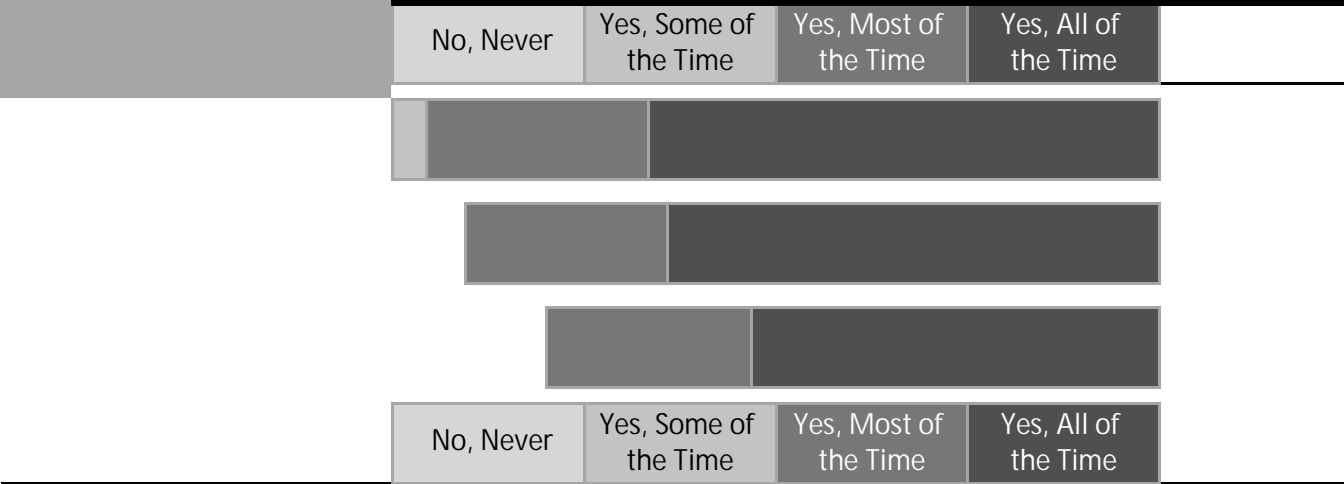 No, Never
Yes, Some of
the Time
Yes, Most of
the Time
Yes, All of
the Time
No, Never
Yes, Some of
the Time
Yes, Most of
the Time
Yes, All of
the Time